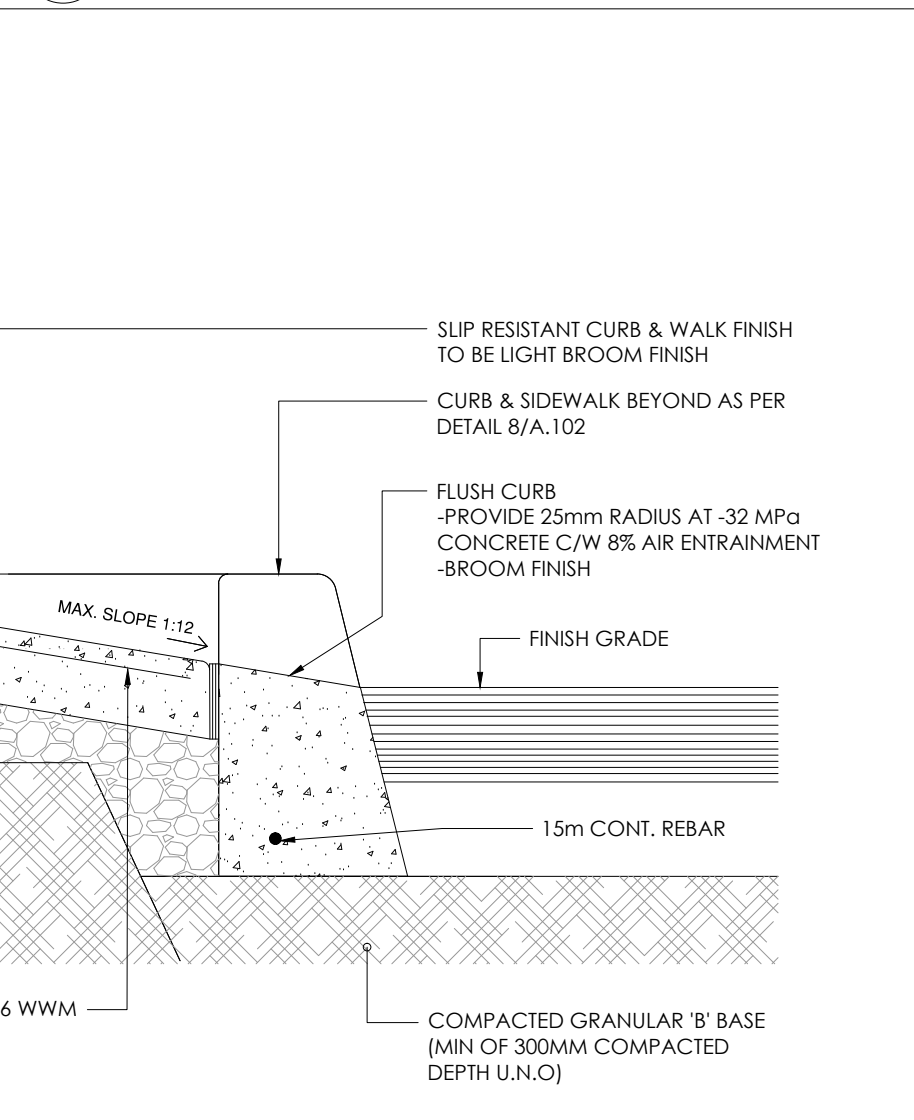 SLIP RESISTANT CURB & WALK FINISH
TO BE LIGHT BROOM FINISH
CURB & SIDEWALK BEYOND AS PER
DETAIL 8/A.102
FLUSH CURB
-PROVIDE 25mm RADIUS AT -32 MPa
CONCRETE C/W 8% AIR ENTRAINMENT
-BROOM FINISH
MAX. SLOPE 1:12
FINISH GRADE
15m CONT. REBAR
6 WWM
COMPACTED GRANULAR 'B' BASE
(MIN OF 300MM COMPACTED
DEPTH U.N.O)